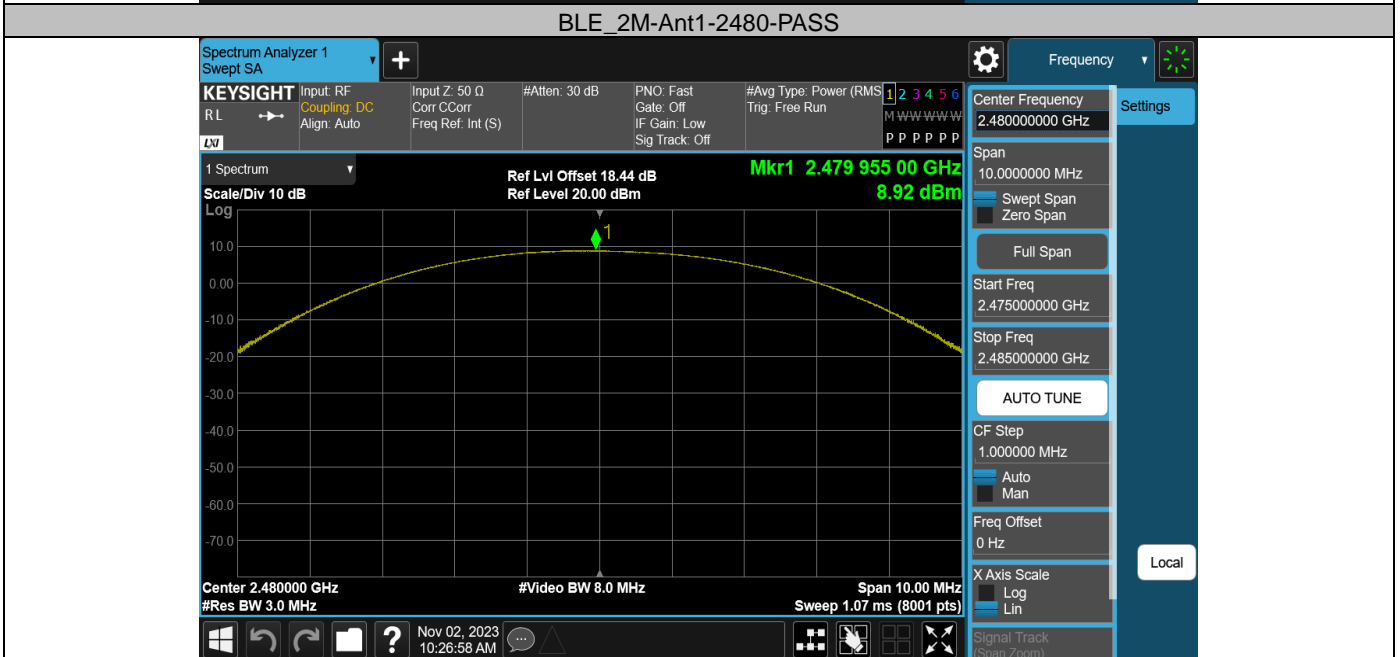 BLE_2M-Ant1-2480-PASS
Spectrum Analyzer 1
Swept SA
+
Frequency
KEYSIGHT
RL
LXI
Input: RF
Coupling: DC
Align: Auto
Input Z: 50 Ω
Corr CCorr
Freq Ref: Int (S)
#Atten: 30 dB
PNO: Fast
Gate: Off
IF Gain: Low
Sig Track: Off
#Avg Type: Power (RMS
Trig: Free Run
1 2 3 4 5 6
M W W W W W
P P P P P P
1 Spectrum
Scale/Div 10 dB
Log
Ref Lvl Offset 18.44 dB
Ref Level 20.00 dBm
Mkr1 2.479 955 00 GHz
8.92 dBm
1
10.0
0.00
-10.0
-20.0
-30.0
-40.0
-50.0
-60.0
-70.0
Center 2.480000 GHz
#Video BW 8.0 MHz
Span 10.00 MHz
#Res BW 3.0 MHz
Sweep 1.07 ms (8001 pts)
Center Frequency
2.480000000 GHz
Settings
Span
10.0000000 MHz
Swept Span
Zero Span
Full Span
Start Freq
2.475000000 GHz
Stop Freq
2.485000000 GHz
AUTO TUNE
CF Step
1.000000 MHz
Auto
Man
Freq Offset
0 Hz
X Axis Scale
Log
Lin
Local
Signal Track
(Span Zoom)
?
Nov 02, 2023
10:26:58 AM